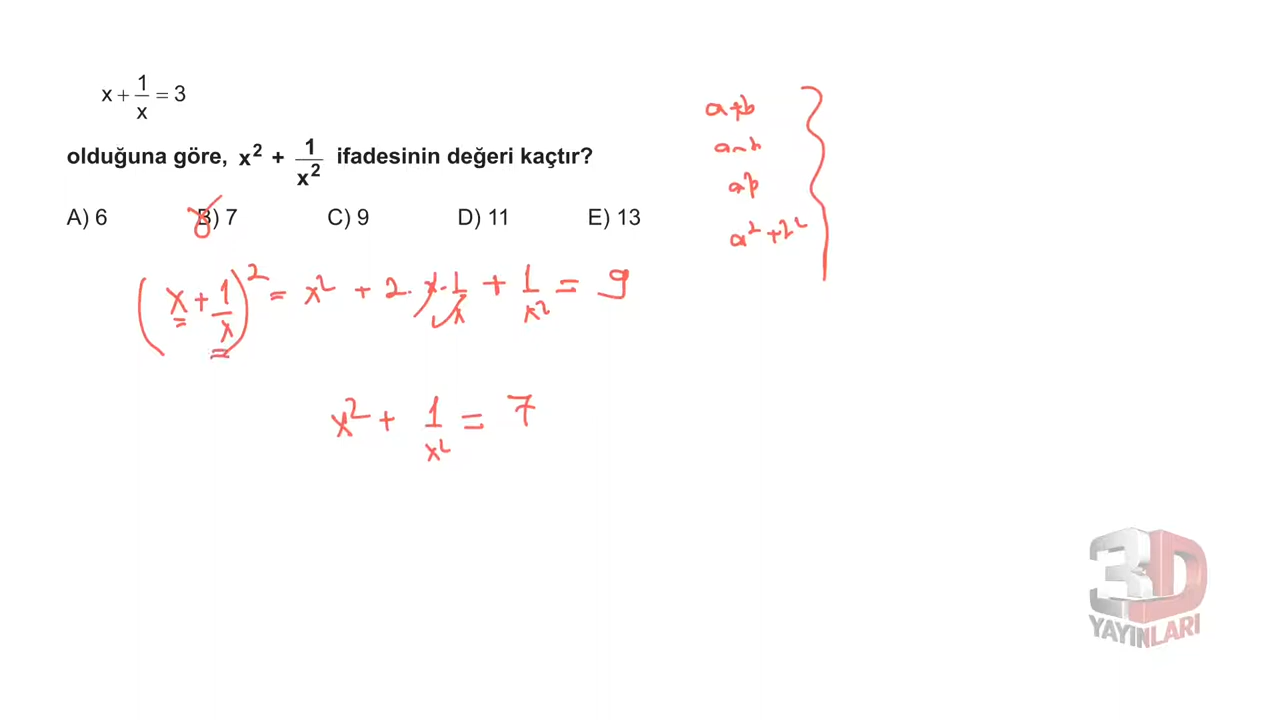 x + 1/x = 3
olduğuna göre, x² + 1/x² ifadesinin değeri kaçtır?
A) 6 B) 7 C) 9 D) 11 E) 13
(x + 1/x)² = x² + 2. x . 1/x + 1/x² = 9
x² + 1/x² = 7
a+b
a-b
ab
a² +
3D
YAYINLARI